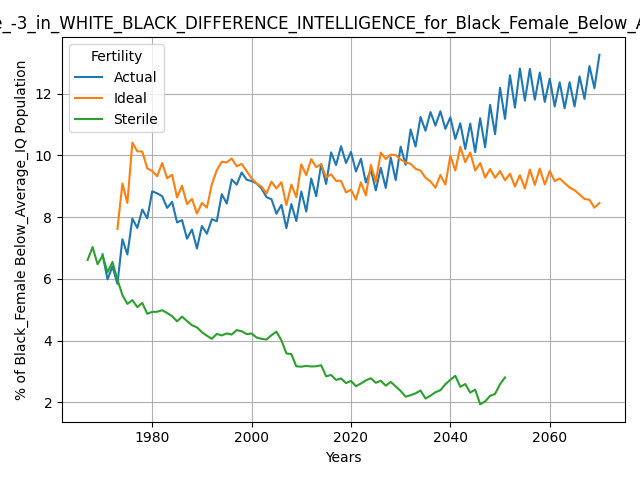 e_-3_in_WHITE_BLACK_DIFFERENCE_INTELLIGENCE_for_Black_Female_Below_A
Fertility
Actual
Ideal
Sterile
% of Black_Female Below_Average_IQ Population
12
10
8
6
4
2
1980 2000 2020 2040 2060
Years